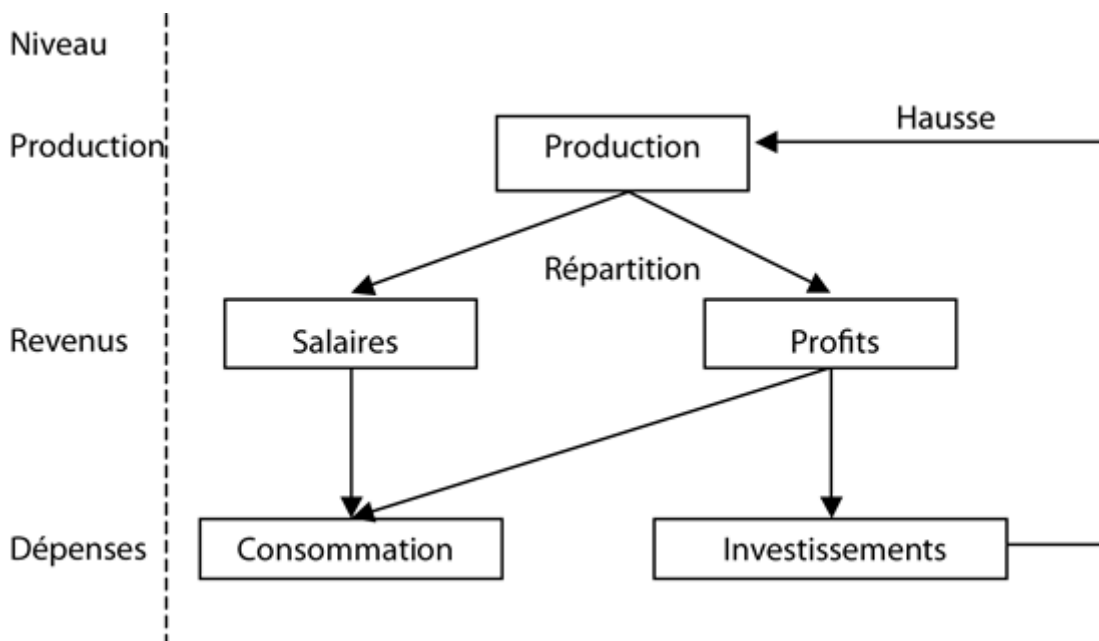 Niveau
Hausse
Production
Production
Répartition
Revenus
Salaires
Profits
Dépenses
Consommation
Investissements